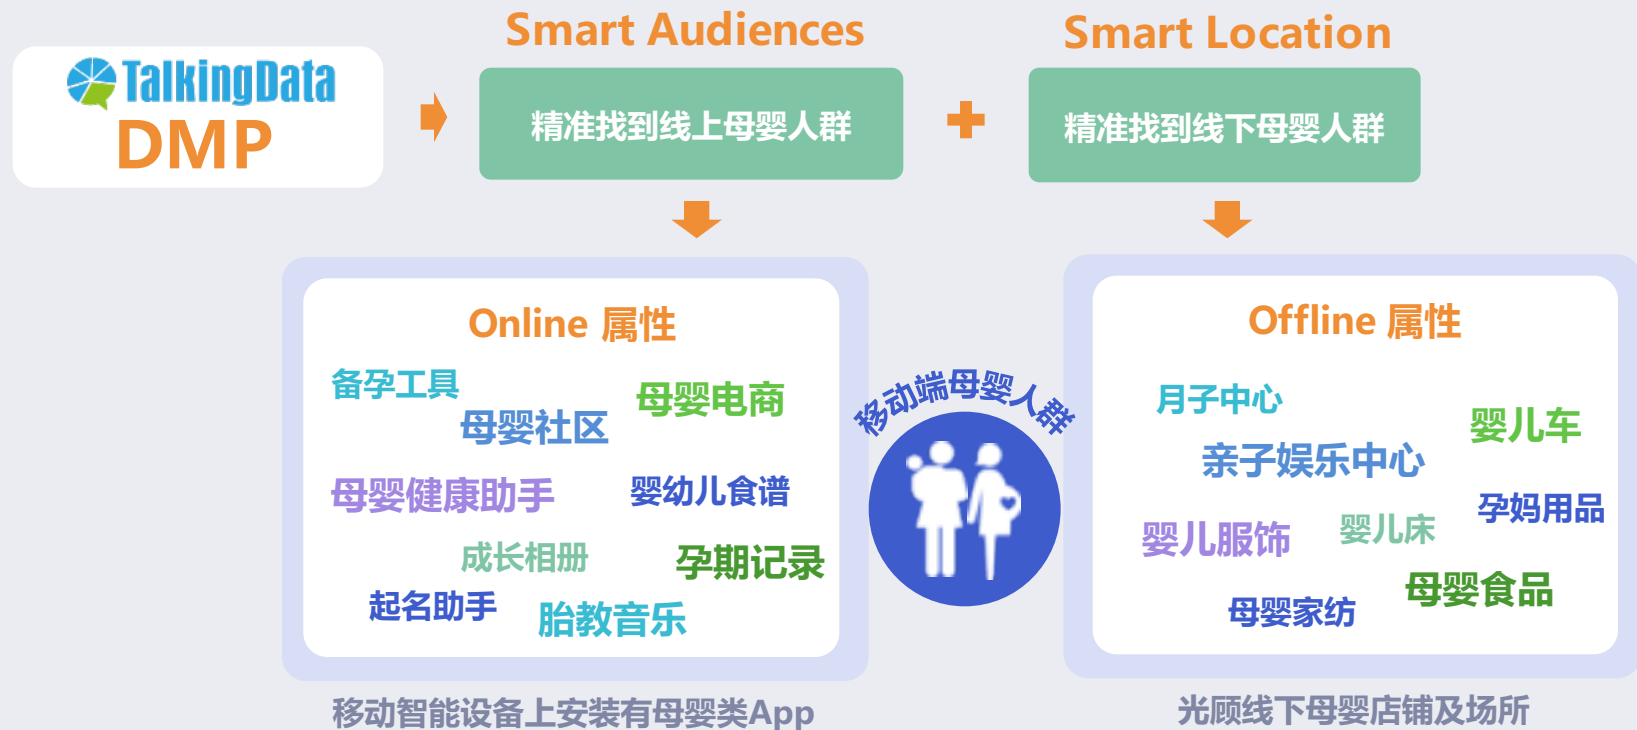 TalkingData
DMP
Smart Audiences
精准找到线上母婴人群
Smart Location
精准找到线下母婴人群
Online 属性
备孕工具
母婴电商
母婴社区
母婴健康助手
婴幼儿食谱
成长相册
孕期记录
起名助手
胎教音乐
移动智能设备上安装有母婴类App
移动端母婴人群
Offline 属性
月子中心
婴儿车
亲子娱乐中心
孕妈用品
婴儿服饰
婴儿床
母婴食品
母婴家纺
光顾线下母婴店铺及场所